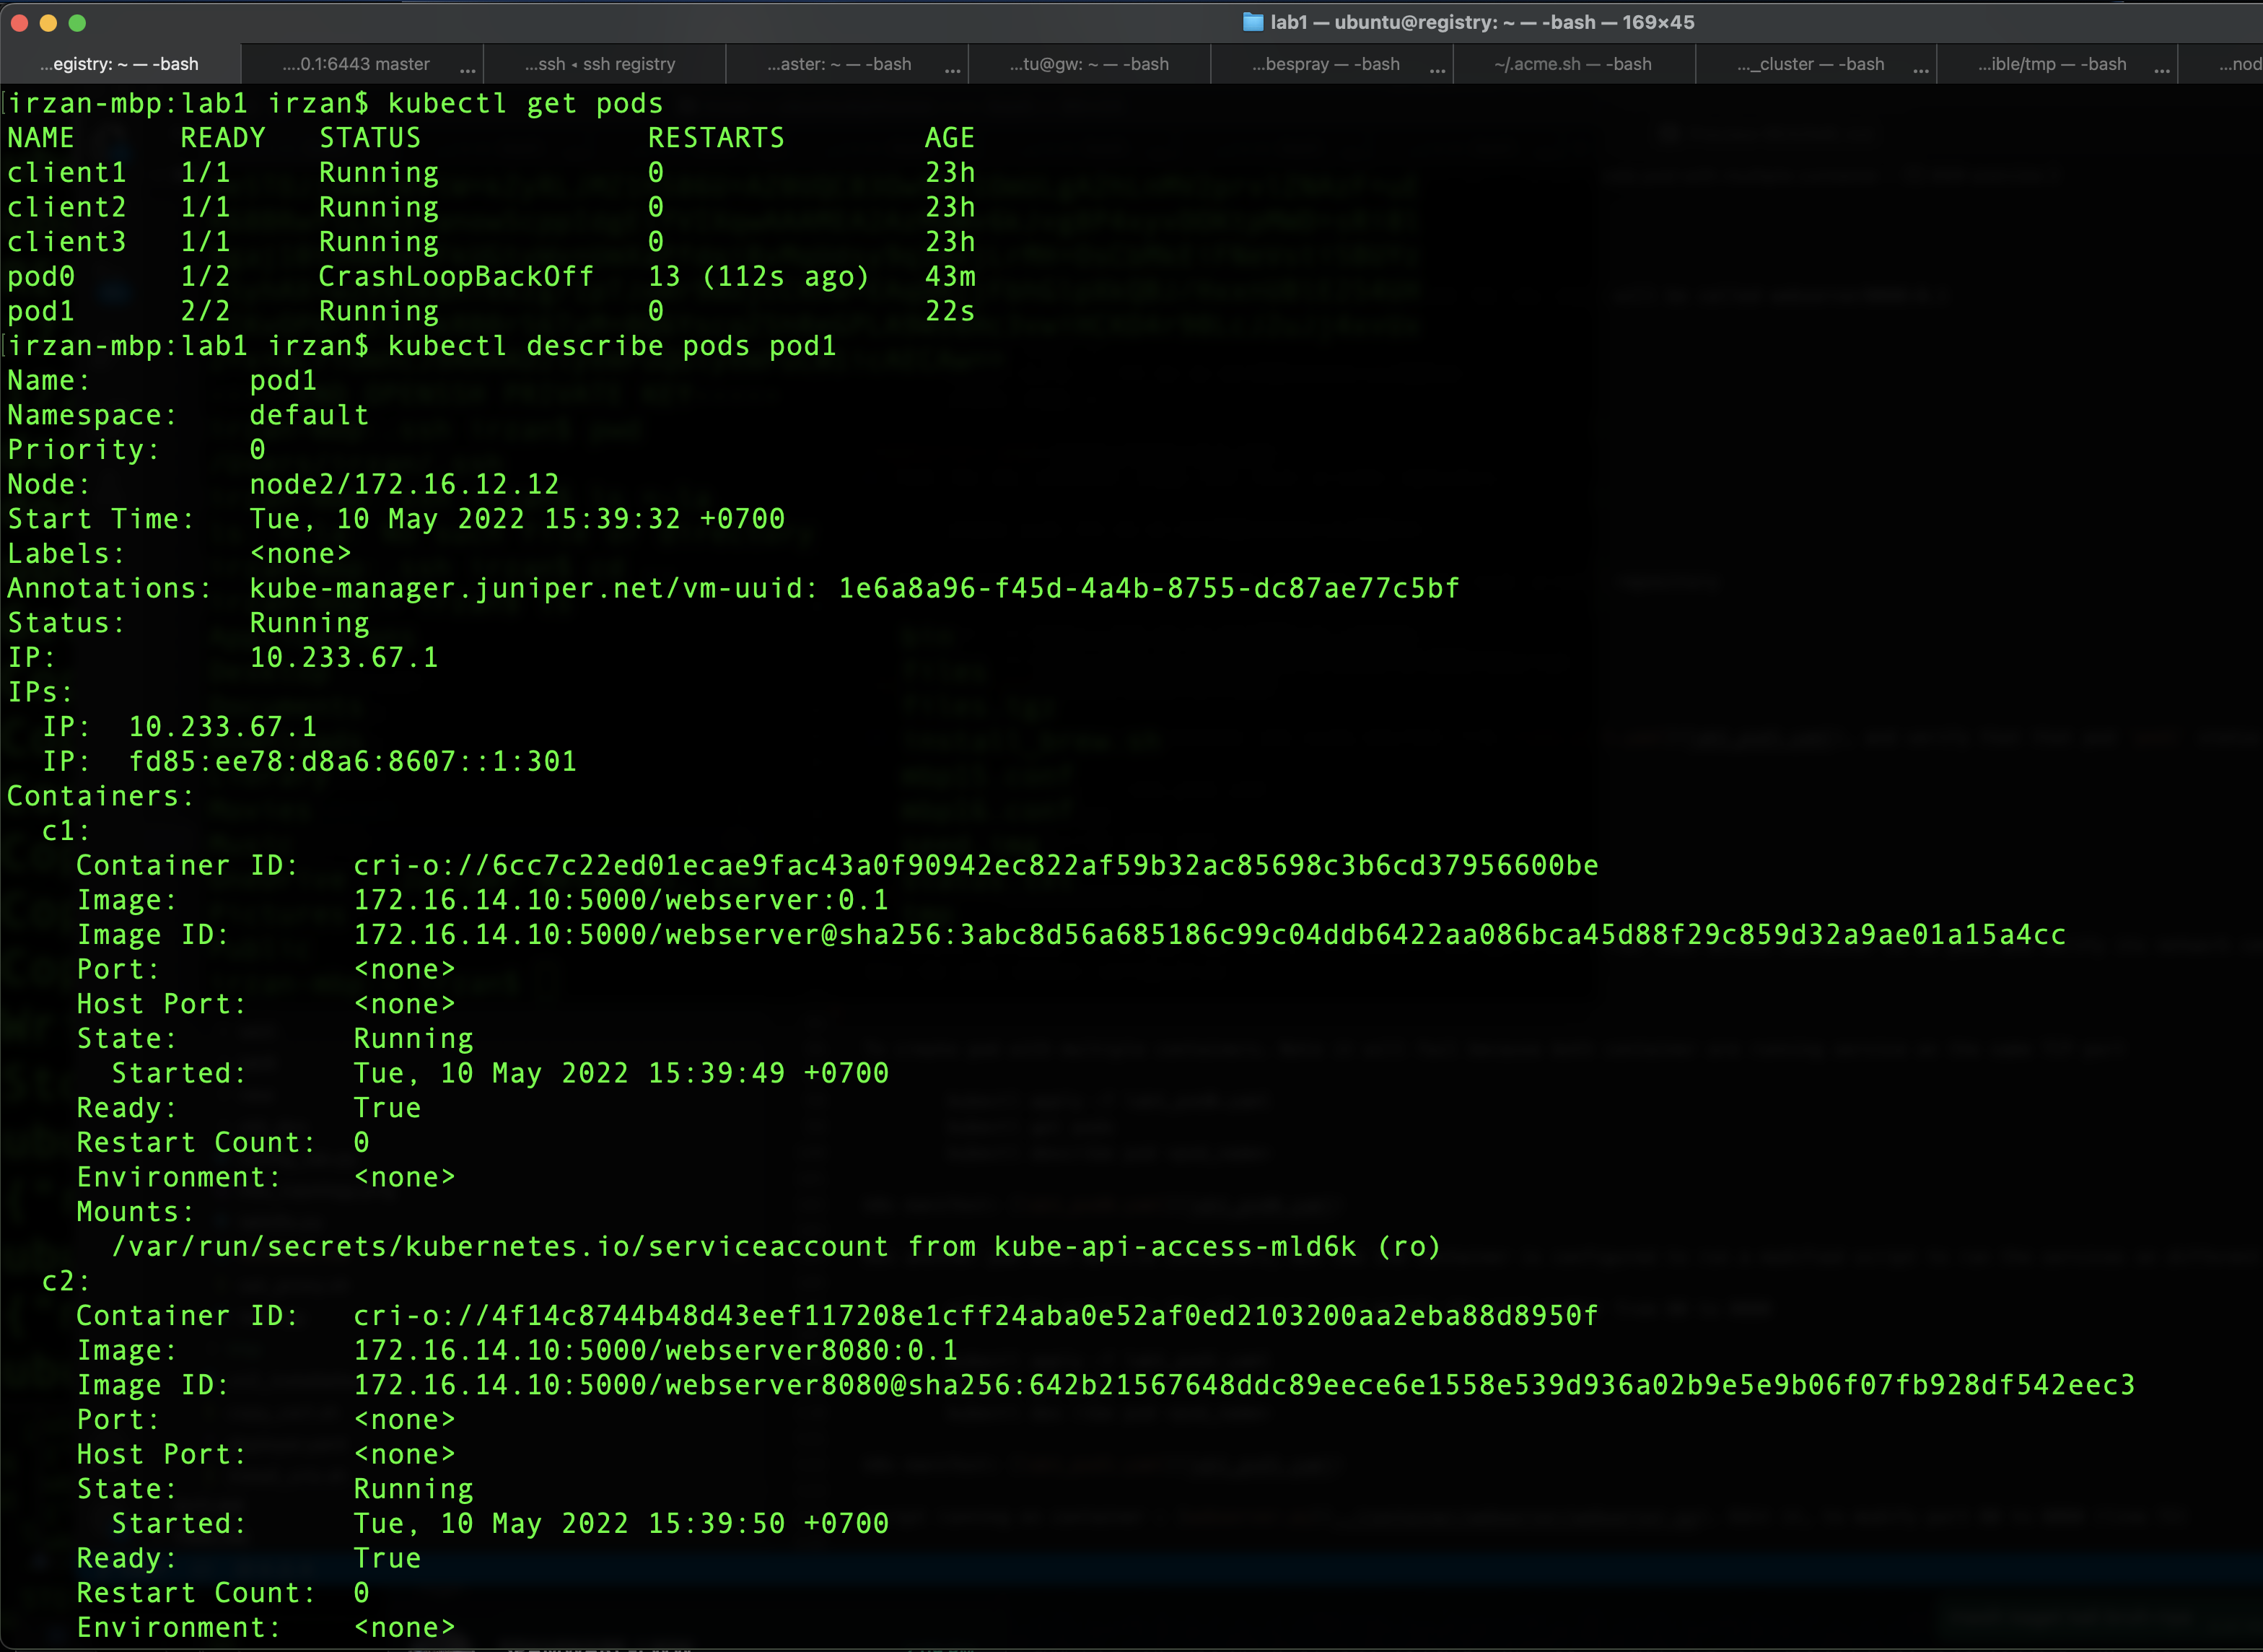 lab1 — ubuntu@registry: ~ — -bash — 169×45
...egistry: ~ — -bash ....0.1:6443 master ... ...ssh ◂ ssh registry ...aster: ~ — -bash ... ...tu@gw: ~ — -bash ...bespray — -bash ... ~/.acme.sh — -bash ..._cluster — -bash ... ...ible/tmp — -bash ... ...nod
[irzan-mbp:lab1 irzan$ kubectl get pods
NAME READY STATUS RESTARTS AGE
client1 1/1 Running 0 23h
client2 1/1 Running 0 23h
client3 1/1 Running 0 23h
pod0 1/2 CrashLoopBackOff 13 (112s ago) 43m
pod1 2/2 Running 0 22s
[irzan-mbp:lab1 irzan$ kubectl describe pods pod1
Name: pod1
Namespace: default
Priority: 0
Node: node2/172.16.12.12
Start Time: Tue, 10 May 2022 15:39:32 +0700
Labels: <none>
Annotations: kube-manager.juniper.net/vm-uuid: 1e6a8a96-f45d-4a4b-8755-dc87ae77c5bf
Status: Running
IP: 10.233.67.1
IPs:
IP: 10.233.67.1
IP: fd85:ee78:d8a6:8607::1:301
Containers:
c1:
Container ID: cri-o://6cc7c22ed01ecae9fac43a0f90942ec822af59b32ac85698c3b6cd37956600be
Image: 172.16.14.10:5000/webserver:0.1
Image ID: 172.16.14.10:5000/webserver@sha256:3abc8d56a685186c99c04ddb6422aa086bca45d88f29c859d32a9ae01a15a4cc
Port: <none>
Host Port: <none>
State: Running
Started: Tue, 10 May 2022 15:39:49 +0700
Ready: True
Restart Count: 0
Environment: <none>
Mounts:
/var/run/secrets/kubernetes.io/serviceaccount from kube-api-access-mld6k (ro)
c2:
Container ID: cri-o://4f14c8744b48d43eef117208e1cff24aba0e52af0ed2103200aa2eba88d8950f
Image: 172.16.14.10:5000/webserver8080:0.1
Image ID: 172.16.14.10:5000/webserver8080@sha256:642b21567648ddc89eece6e1558e539d936a02b9e5e9b06f07fb928df542eec3
Port: <none>
Host Port: <none>
State: Running
Started: Tue, 10 May 2022 15:39:50 +0700
Ready: True
Restart Count: 0
Environment: <none>